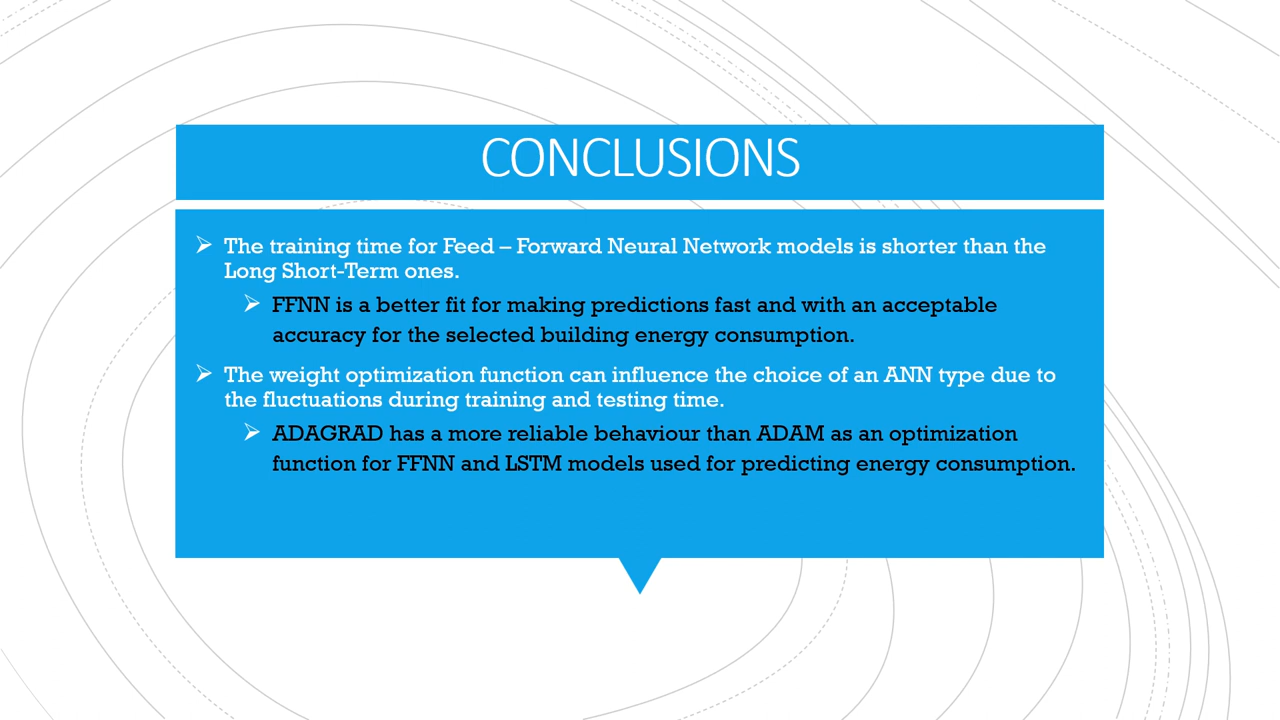 CONCLUSIONS
The training time for Feed – Forward Neural Network models is shorter than the
Long Short-Term ones.
FFNN is a better fit for making predictions fast and with an acceptable
accuracy for the selected building energy consumption.
The weight optimization function can influence the choice of an ANN type due to
the fluctuations during training and testing time.
ADAGRAD has a more reliable behaviour than ADAM as an optimization
function for FFNN and LSTM models used for predicting energy consumption.